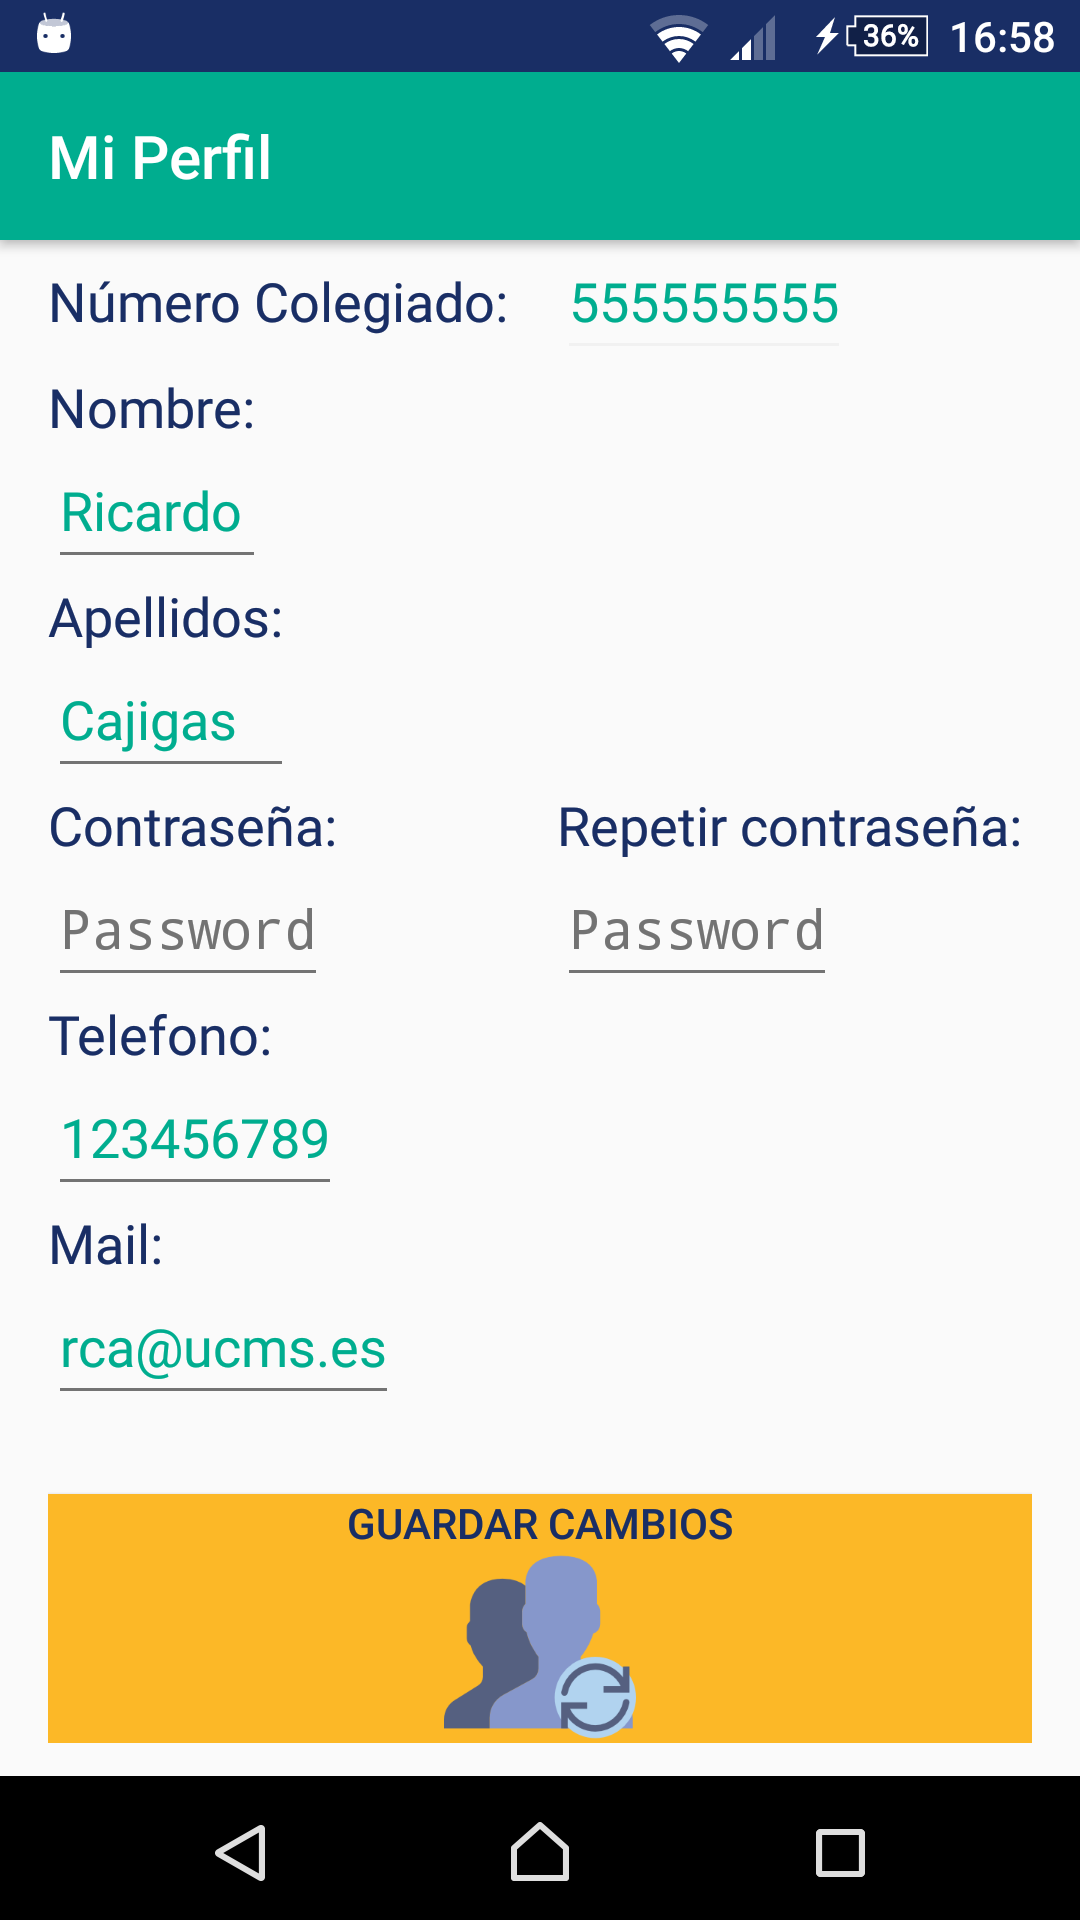 36% 16:58
Mi Perfil
Número Colegiado: 555555555
Nombre:
Ricardo
Apellidos:
Cajigas
Contraseña: Repetir contraseña:
Password Password
Telefono:
123456789
Mail:
rca@ucms.es
GUARDAR CAMBIOS